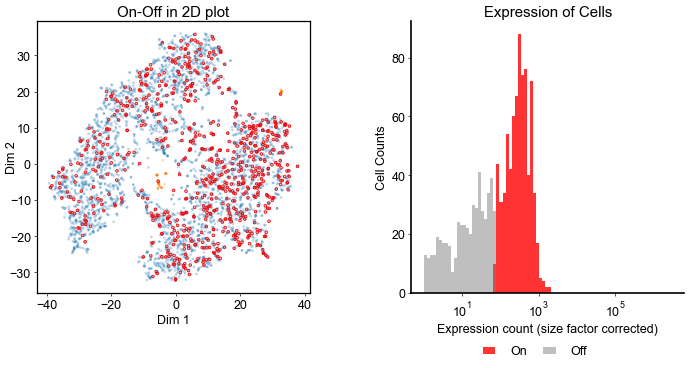 On-Off in 2D plot
30
20
10
0
−10
−20
−30
Dim 2
−40
−20
0
20
40
Dim 1
Expression of Cells
80
60
40
20
0
Cell Counts
10^1
10^3
10^5
Expression count (size factor corrected)
On Off